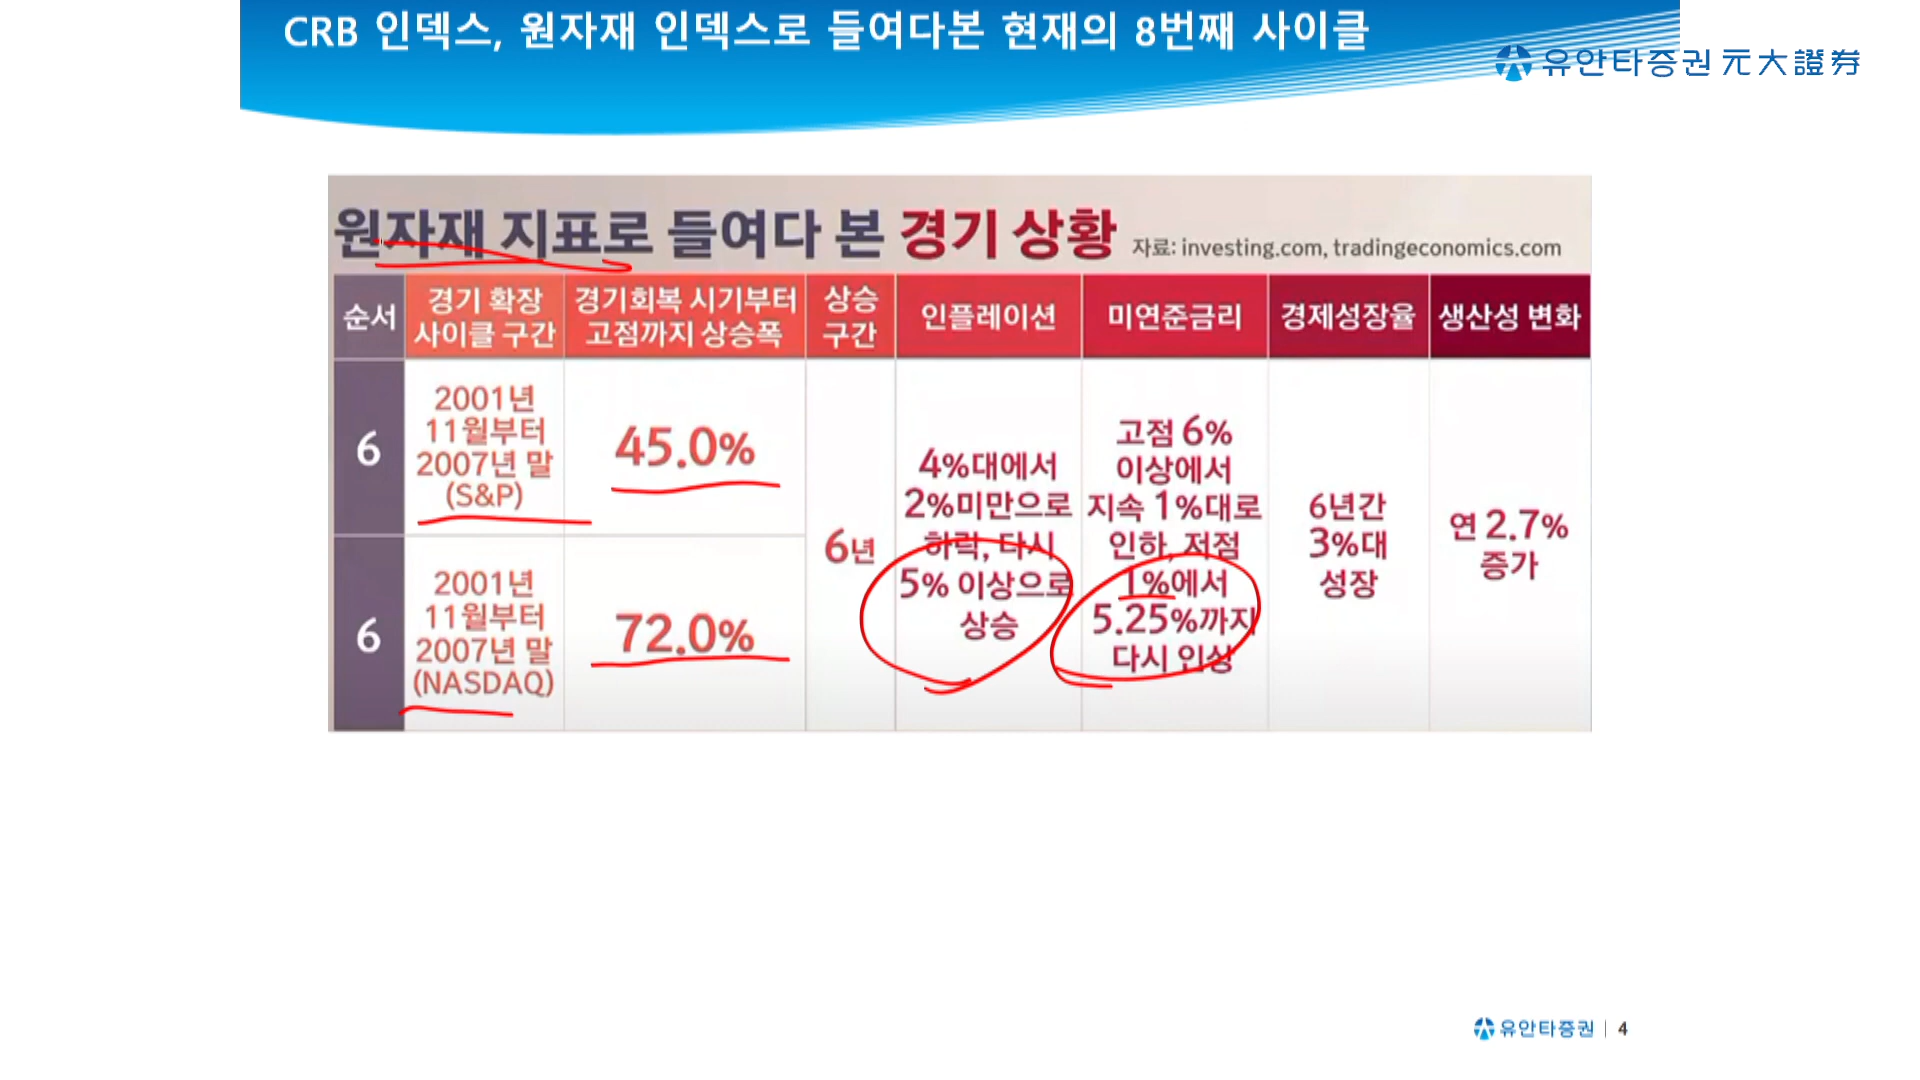 CRB 인덱스, 원자재 인덱스로 들여다본 현재의 8번째 사이클
유안타증권 元大證券
원자재 지표로 들여다 본 경기 상황 자료: investing.com, tradingeconomics.com
순서
경기 확장
사이클 구간
경기회복 시기부터
고점까지 상승폭
상승
구간
인플레이션
미연준금리
경제성장율
생산성 변화
6
2001년
11월부터
2007년 말
(S&P)
45.0%
6
2001년
11월부터
2007년 말
(NASDAQ)
72.0%
6년
4%대에서
2%미만으로
하락, 다시
5% 이상으로
상승
고점 6%
이상에서
지속 1%대로
인하, 저점
1%에서
5.25%까지
다시 인상
6년간
3%대
성장
연 2.7%
증가
유안타증권 | 4